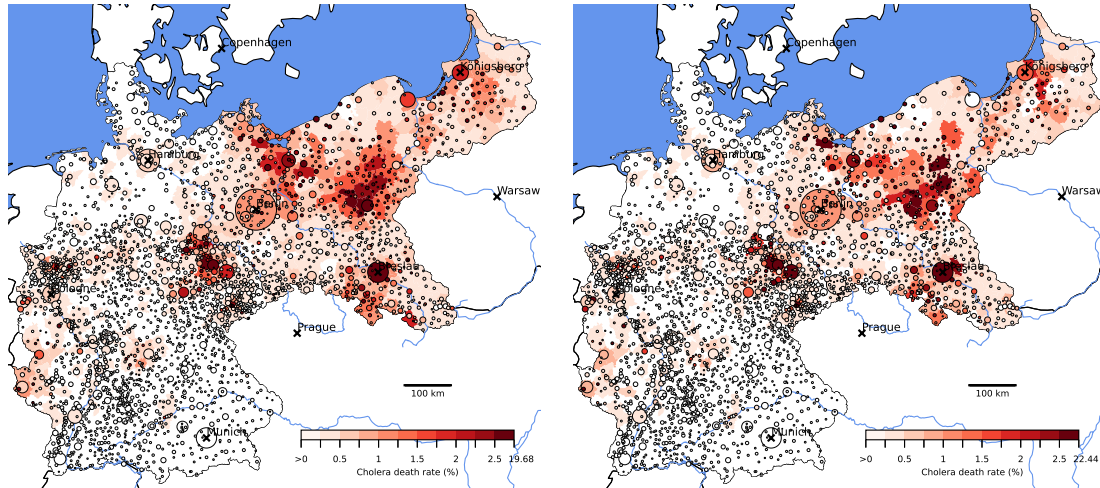 Copenhagen
Königsberg
Hamburg
Warsaw
Berlin
Breslau
Cologne
Prague
100 km
Munich
>0 0.5 1 1.5 2 2.5 19.68
Cholera death rate (%)
Copenhagen
Königsberg
Hamburg
Warsaw
Berlin
Breslau
Cologne
Prague
100 km
Munich
>0 0.5 1 1.5 2 2.5 22.44
Cholera death rate (%)